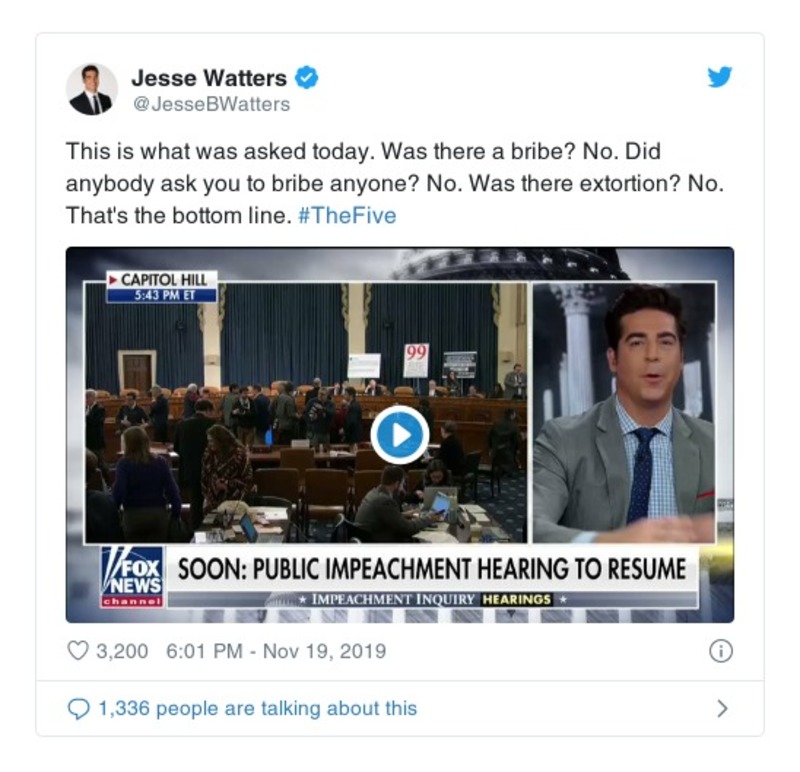 Jesse Watters
@JesseBWatters
This is what was asked today. Was there a bribe? No. Did
anybody ask you to bribe anyone? No. Was there extortion? No.
That's the bottom line. #TheFive
CAPITOL HILL
5:43 PM ET
99
FOX
NEWS
channel
SOON: PUBLIC IMPEACHMENT HEARING TO RESUME
IMPEACHMENT INQUIRY HEARINGS
3,200 6:01 PM - Nov 19, 2019
1,336 people are talking about this